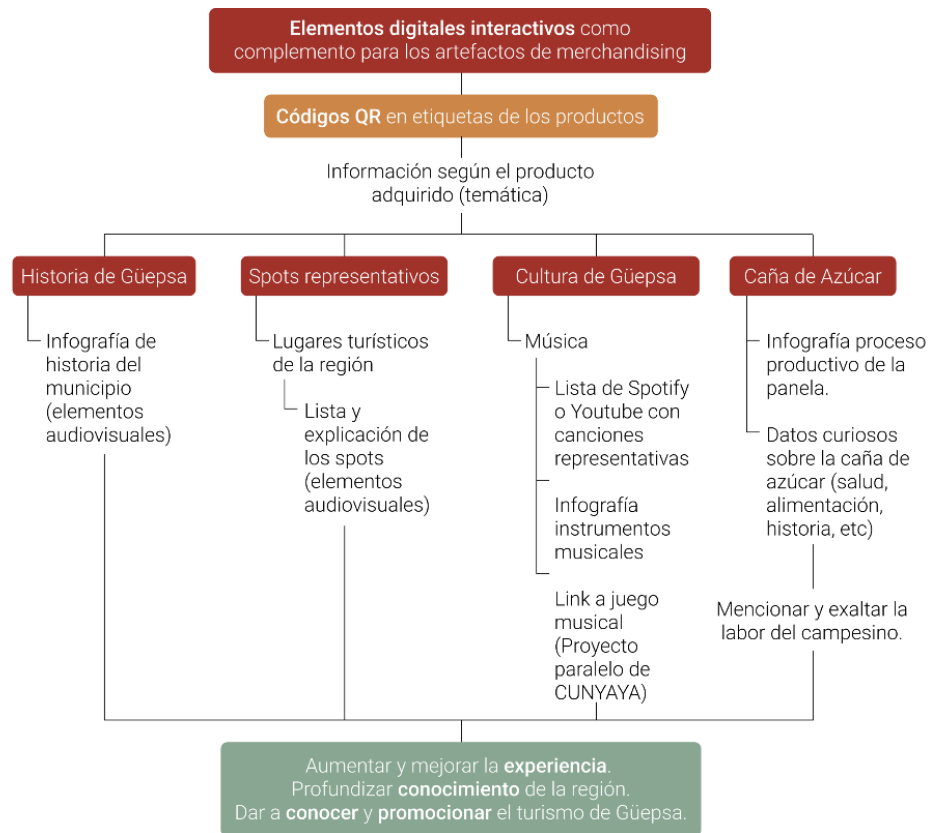 Elementos digitales interactivos como
complemento para los artefactos de merchandising
Códigos QR en etiquetas de los productos
Información según el producto
adquirido (temática)
Historia de Güepsa
Infografía de
historia del
municipio
(elementos
audiovisuales)
Spots representativos
Lugares turísticos
de la región
Lista y
explicación de
los spots
(elementos
audiovisuales)
Cultura de Güepsa
Música
Lista de Spotify
o Youtube con
canciones
representativas
Infografía
instrumentos
musicales
Link a juego
musical
(Proyecto
paralelo de
CUNYAYA)
Caña de Azúcar
Infografía proceso
productivo de la
panela.
Datos curiosos
sobre la caña de
azúcar (salud,
alimentación,
historia, etc)
Mencionar y exaltar la
labor del campesino.
Aumentar y mejorar la experiencia.
Profundizar conocimiento de la región.
Dar a conocer y promocionar el turismo de Güepsa.